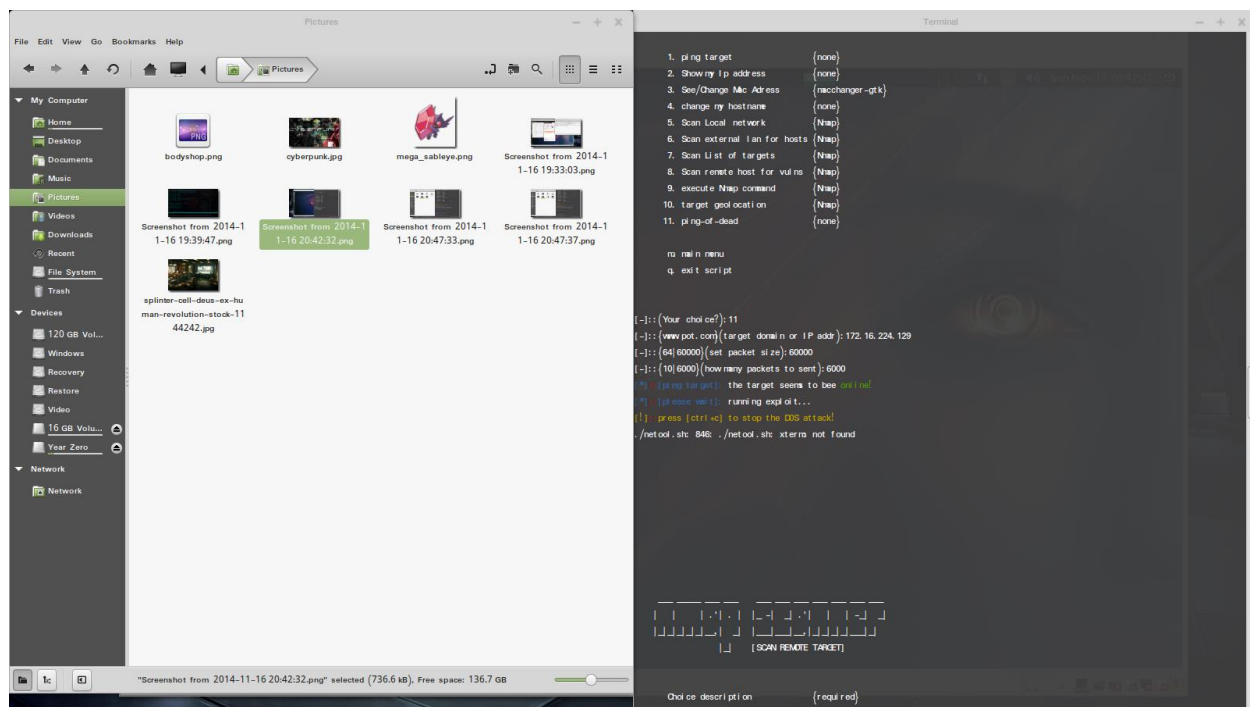 Pictures
File Edit View Go Bookmarks Help
Pictures
My Computer
Home
Desktop
Documents
Music
Pictures
Videos
Downloads
Recent
File System
Trash
Devices
120 GB Vol...
Windows
Recovery
Restore
Video
16 GB Volu...
Year Zero
Network
Network
bodyshop.png
cyberpunk.jpg
mega_sableye.png
Screenshot from 2014-1
1-16 19:33:03.png
Screenshot from 2014-1
1-16 19:39:47.png
Screenshot from 2014-1
1-16 20:42:32.png
Screenshot from 2014-1
1-16 20:47:33.png
Screenshot from 2014-1
1-16 20:47:37.png
splinter-cell-deus-ex-hu
man-revolution-stock-11
44242.jpg
"Screenshot from 2014-11-16 20:42:32.png" selected (736.6 kB), Free space: 136.7 GB
Terminal
1. ping target {none}
2. Show my Ip address {none}
3. See/Change Mac Adress {macchanger-gtk}
4. change my hostname {none}
5. Scan Local network {Nmap}
6. Scan external lan for hosts {Nmap}
7. Scan List of targets {Nmap}
8. Scan remote host for vulns {Nmap}
9. execute Nmap command {Nmap}
10. target geolocation {Nmap}
11. ping-of-dead {none}
m. main menu
q. exit script
[-]::(Your choice?): 11
[-]::{www.pot.com}(target domain or IP addr): 172.16.224.129
[-]::{64|60000}(set packet size): 60000
[-]::{10|6000}(how many packets to sent): 6000
[ping target]: the target seems to bee online!
[please wait]: running exploit...
[!] press [ctrl+c] to stop the DOS attack!
./netool.sh: 846: ./netool.sh: xterm: not found
[SCAN REMOTE TARGET]
Choice description {required}